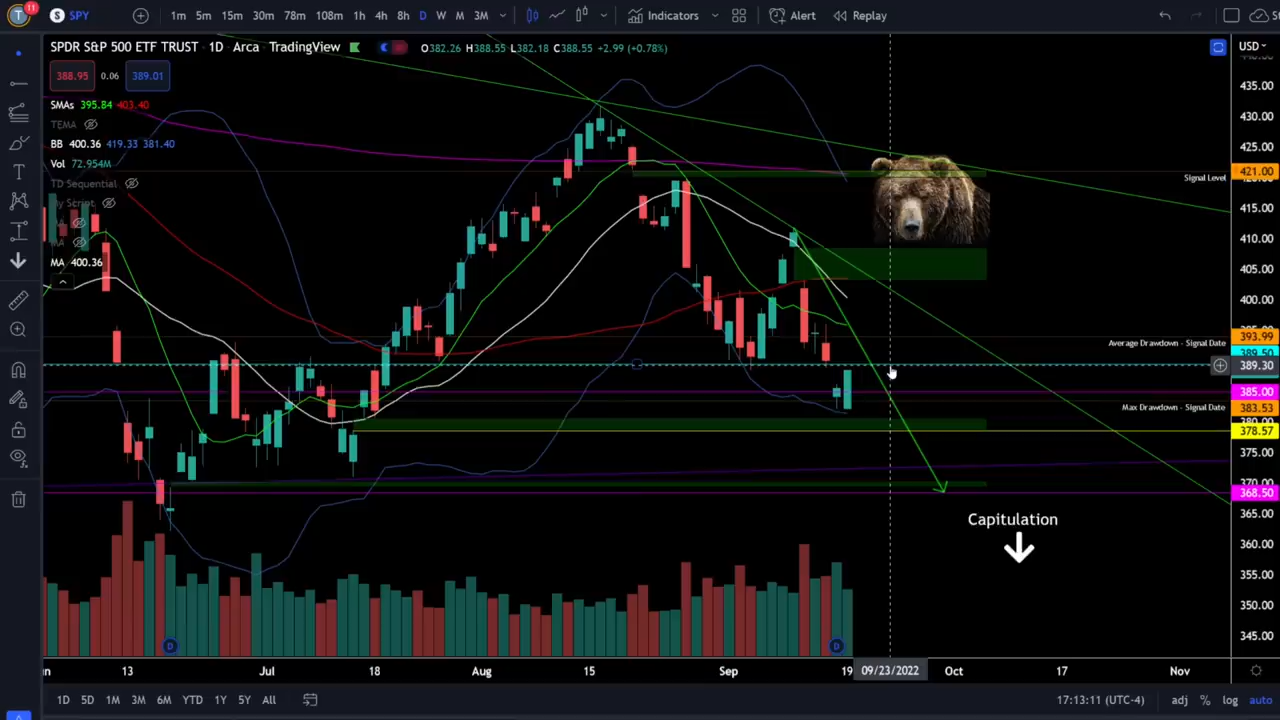 11
T
S
SPY
1m 5m 15m 30m 78m 108m 1h 4h 8h D W M 3M
Indicators
Alert
Replay
SPDR S&P 500 ETF TRUST · 1D · Arca · TradingView
O382.26 H388.55 L382.18 C388.55 +2.99 (+0.78%)
USD
388.95 0.06 389.01
SMAs 395.84 403.40
TEMA
BB 400.36 419.33 381.40
Vol 72.954M
TD Sequential
My Script
MA
MA 400.36
435.00
430.00
425.00
Signal Level 421.00
415.00
410.00
405.00
400.00
393.99
Average Drawdown - Signal Date
389.50
389.30
385.00
Max Drawdown - Signal Date 383.53
378.57
375.00
368.50
365.00
360.00
355.00
350.00
345.00
Capitulation
D
D
13 Jul 18 Aug 15 Sep 19 09/23/2022 Oct 17 Nov
1D 5D 1M 3M 6M YTD 1Y 5Y All
17:13:11 (UTC-4) adj % log auto